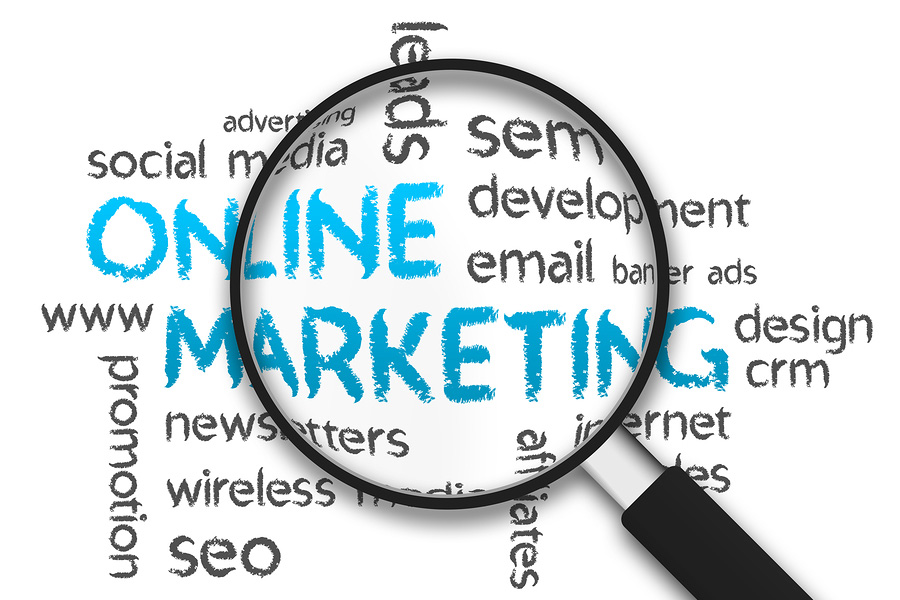 leads
advertising
social media
sem
ONLINE
development
email
banner ads
www
MARKETING
design
crm
promotion
newsletters
internet
wireless media
affiliates
seo